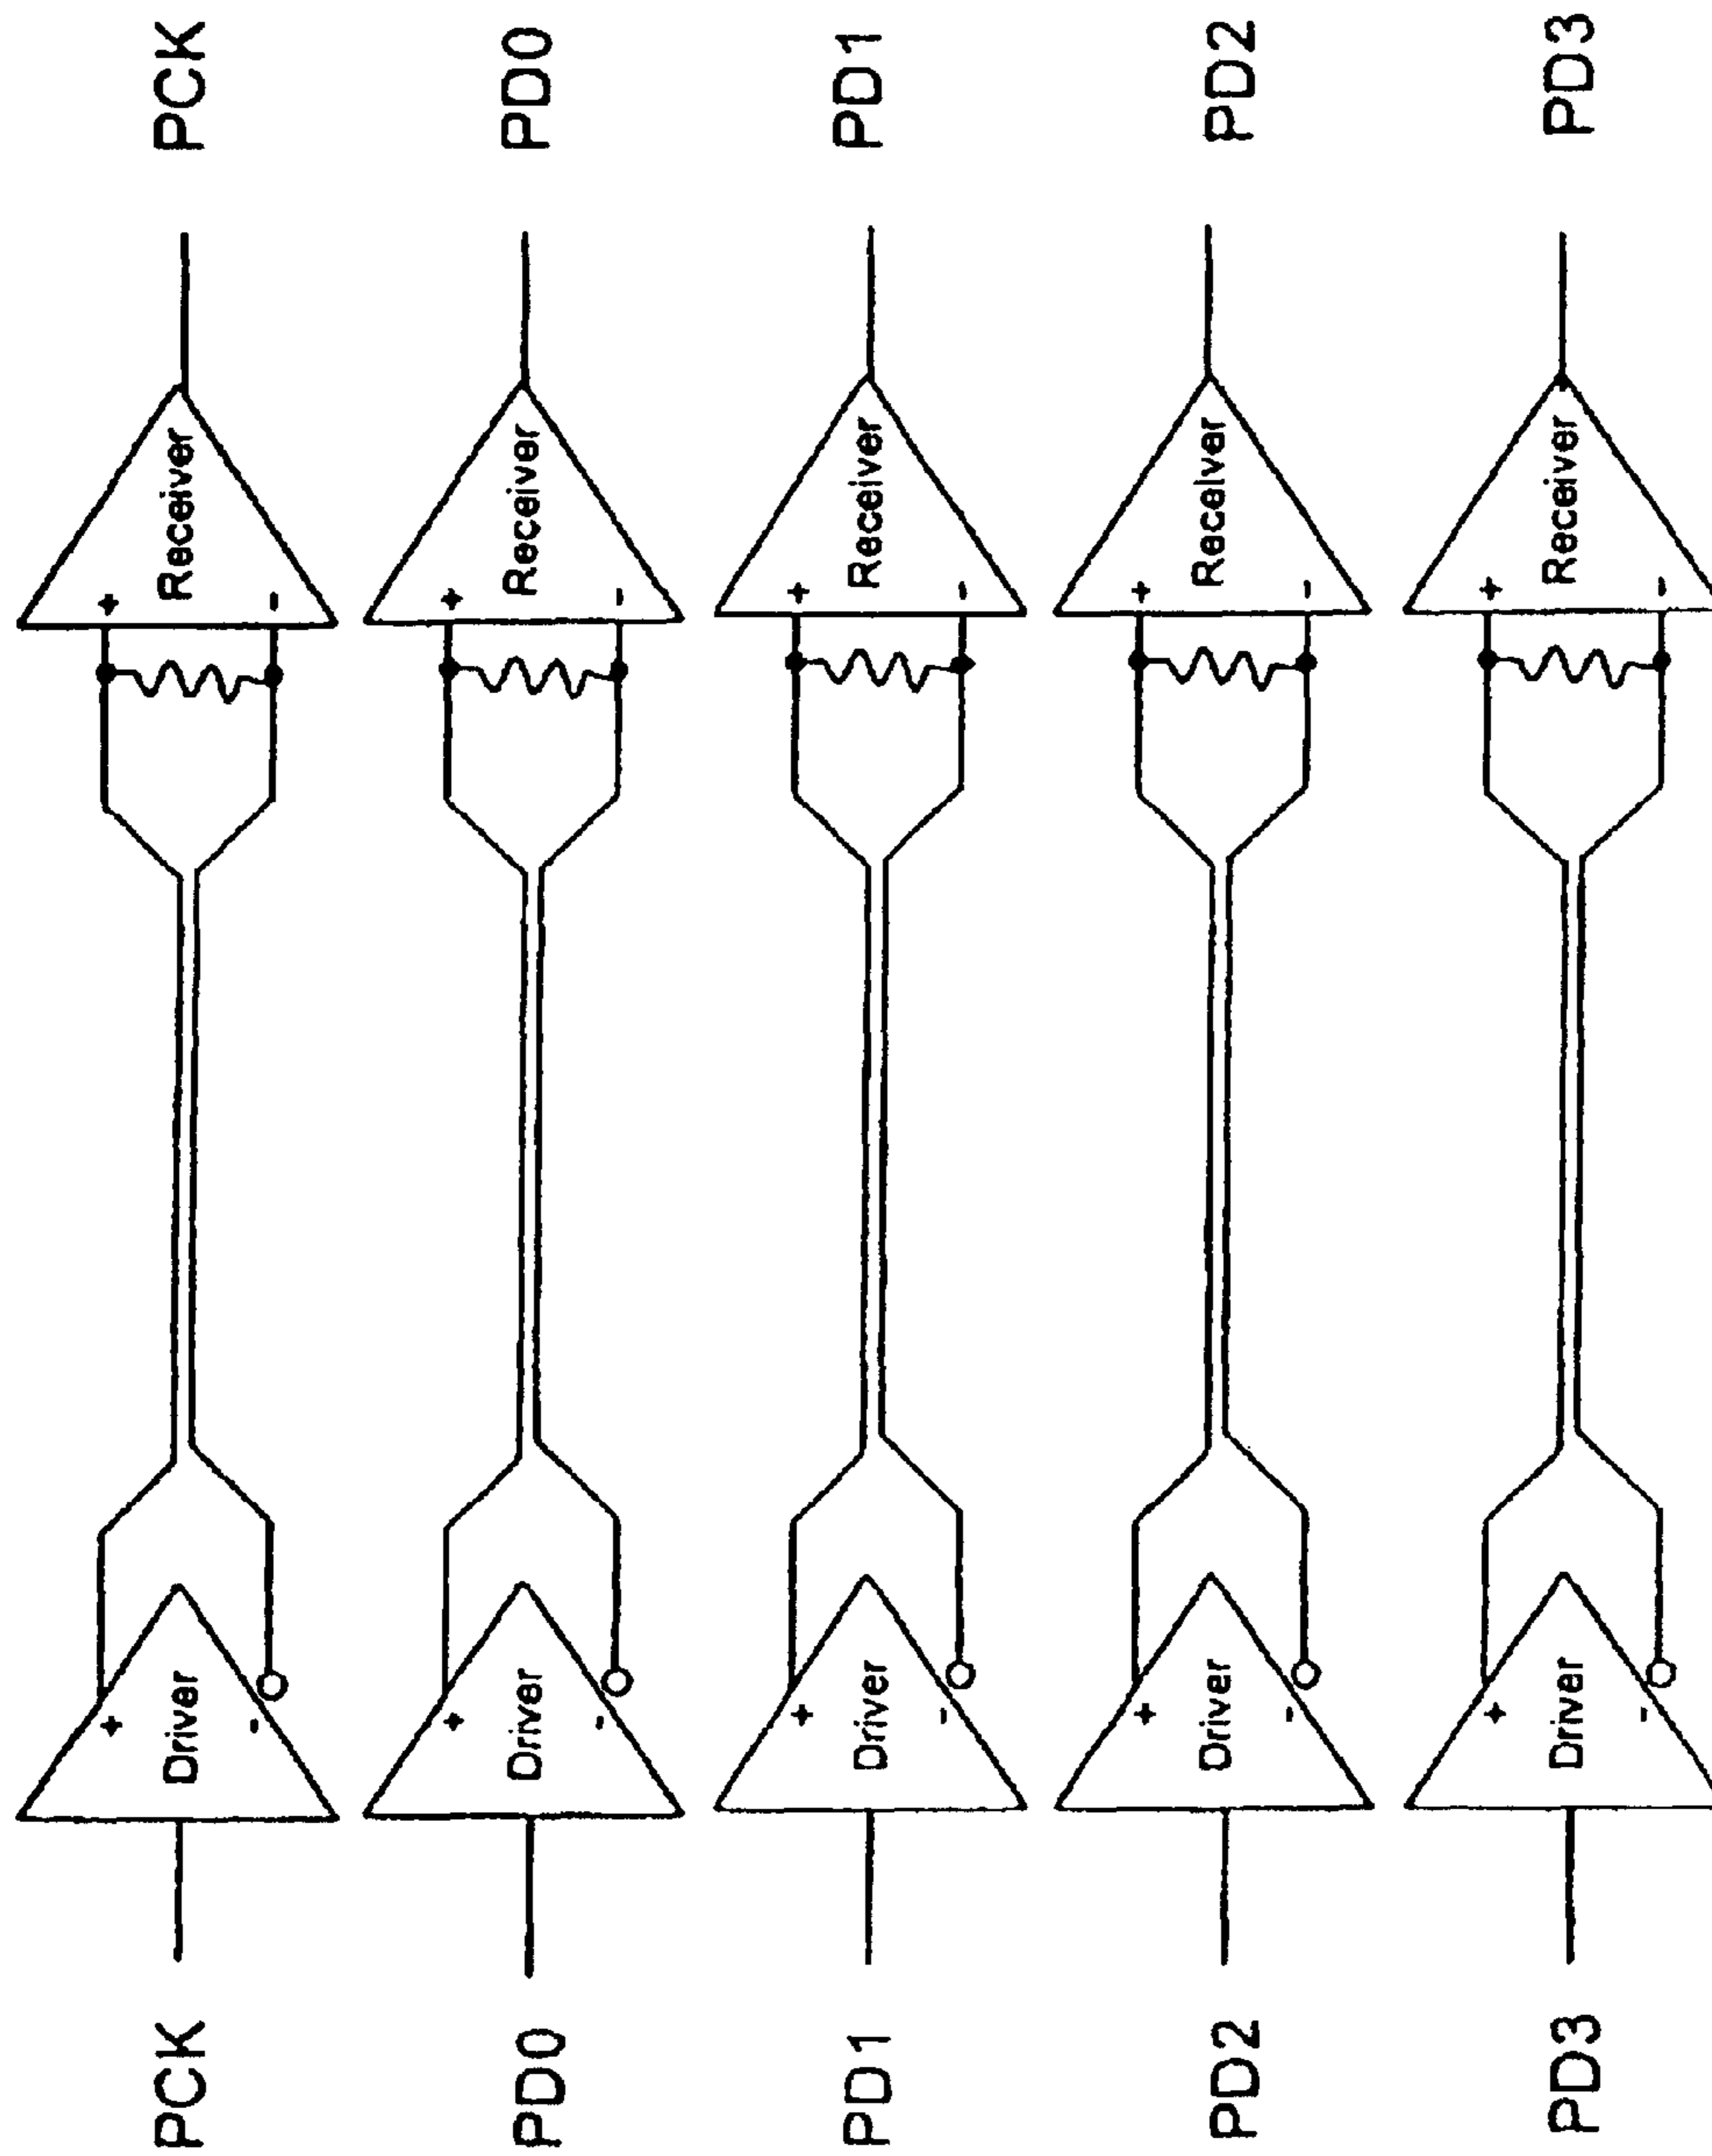 PCK
+
Driver
-
+
Receiver
-
PCK
PD0
+
Driver
-
+
Receiver
-
PD0
PD1
+
Driver
-
+
Receiver
-
PD1
PD2
+
Driver
-
+
Receiver
-
PD2
PD3
+
Driver
-
+
Receiver
-
PD3